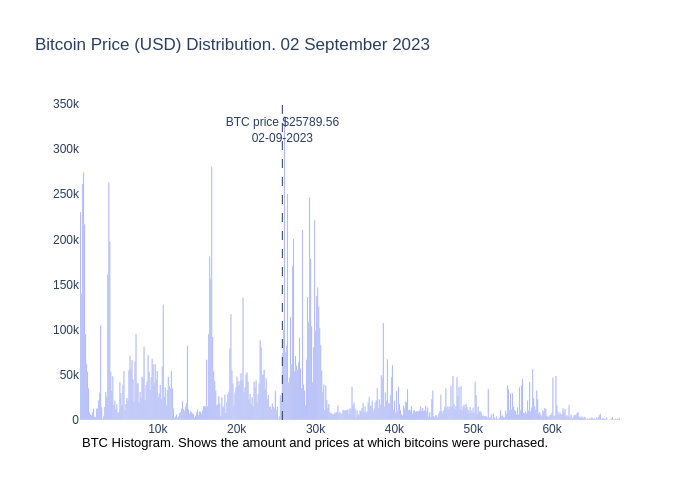 Bitcoin Price (USD) Distribution. 02 September 2023
350k
BTC price $25789.56
02-09-2023
300k
250k
200k
150k
100k
50k
0
10k 20k 30k 40k 50k 60k
BTC Histogram. Shows the amount and prices at which bitcoins were purchased.